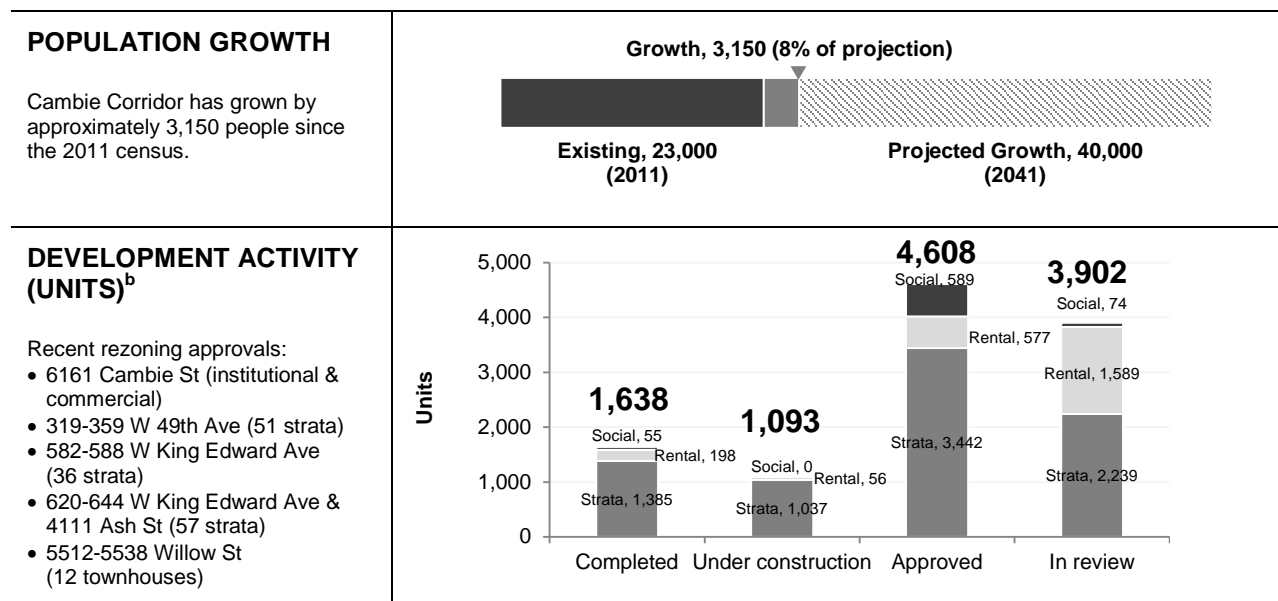 POPULATION GROWTH
Cambie Corridor has grown by
approximately 3,150 people since
the 2011 census.
Growth, 3,150 (8% of projection)
Existing, 23,000
(2011)
Projected Growth, 40,000
(2041)
DEVELOPMENT ACTIVITY
(UNITS)b
Recent rezoning approvals:
• 6161 Cambie St (institutional &
commercial)
• 319-359 W 49th Ave (51 strata)
• 582-588 W King Edward Ave
(36 strata)
• 620-644 W King Edward Ave &
4111 Ash St (57 strata)
• 5512-5538 Willow St
(12 townhouses)
Units
5,000
4,000
3,000
2,000
1,000
0
1,638
Social, 55
Rental, 198
Strata, 1,385
Completed
1,093
Social, 0
Rental, 56
Strata, 1,037
Under construction
4,608
Social, 589
Rental, 577
Strata, 3,442
Approved
3,902
Social, 74
Rental, 1,589
Strata, 2,239
In review